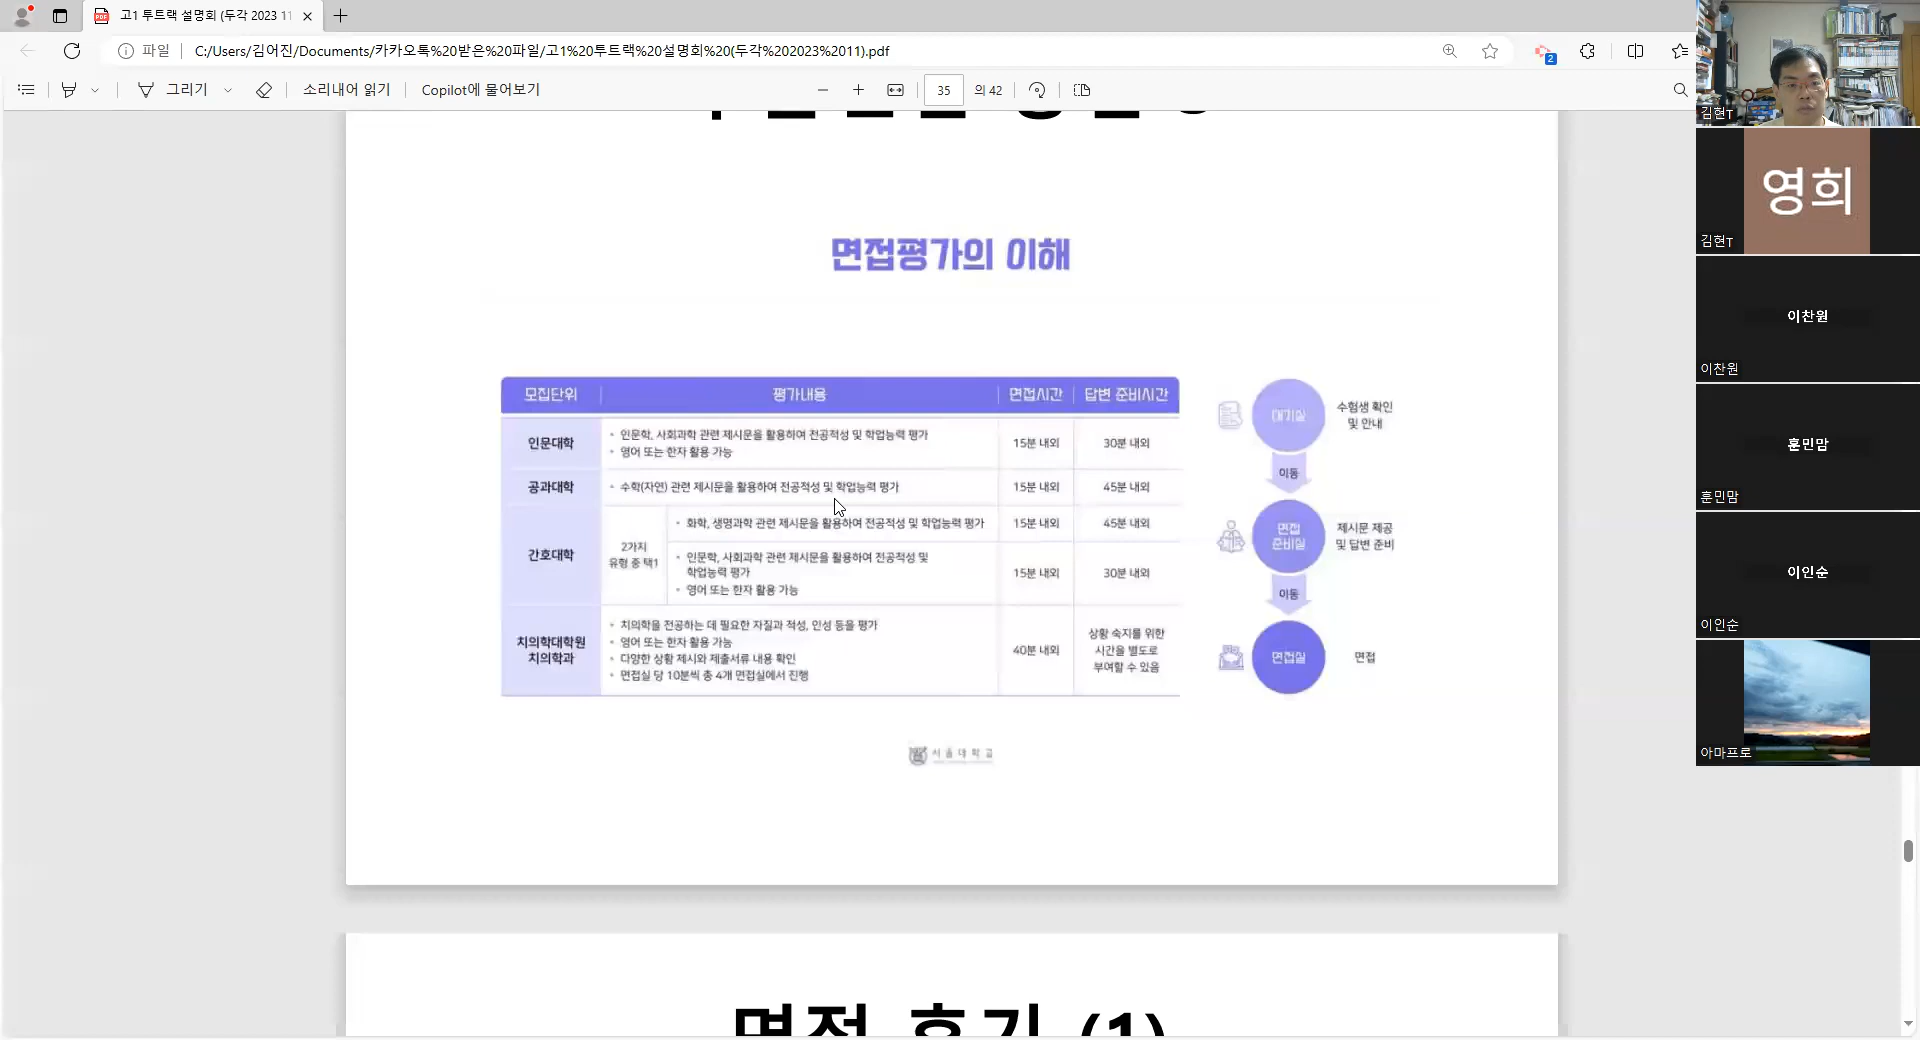 고1 투트랙 설명회 (두각 2023 11
파일
C:/Users/김어진/Documents/카카오톡%20받은%20파일/고1%20투트랙%20설명회%20(두각%202023%2011).pdf
2
그리기
소리내어 읽기
Copilot에 물어보기
35
의 42
면접평가의 이해
모집단위
평가내용
면접시간
답변 준비시간
인문대학
• 인문학, 사회과학 관련 제시문을 활용하여 전공적성 및 학업능력 평가
• 영어 또는 한자 활용 가능
15분 내외
30분 내외
공과대학
• 수학(자연) 관련 제시문을 활용하여 전공적성 및 학업능력 평가
15분 내외
45분 내외
간호대학
2가지
유형 중 택1
• 화학, 생명과학 관련 제시문을 활용하여 전공적성 및 학업능력 평가
15분 내외
45분 내외
• 인문학, 사회과학 관련 제시문을 활용하여 전공적성 및
학업능력 평가
• 영어 또는 한자 활용 가능
15분 내외
30분 내외
치의학대학원
치의학과
• 치의학을 전공하는 데 필요한 자질과 적성, 인성 등을 평가
• 영어 또는 한자 활용 가능
• 다양한 상황 제시와 제출서류 내용 확인
• 면접실 당 10분씩 총 4개 면접실에서 진행
40분 내외
상황 숙지를 위한
시간을 별도로
부여할 수 있음
대기실
수험생 확인
및 안내
이동
면접
준비실
제시문 제공
및 답변 준비
이동
면접실
면접
서울대학교
면접 후기 (1)
김현T
영희
김현T
이찬원
이찬원
훈민맘
훈민맘
이인순
이인순
아마프로